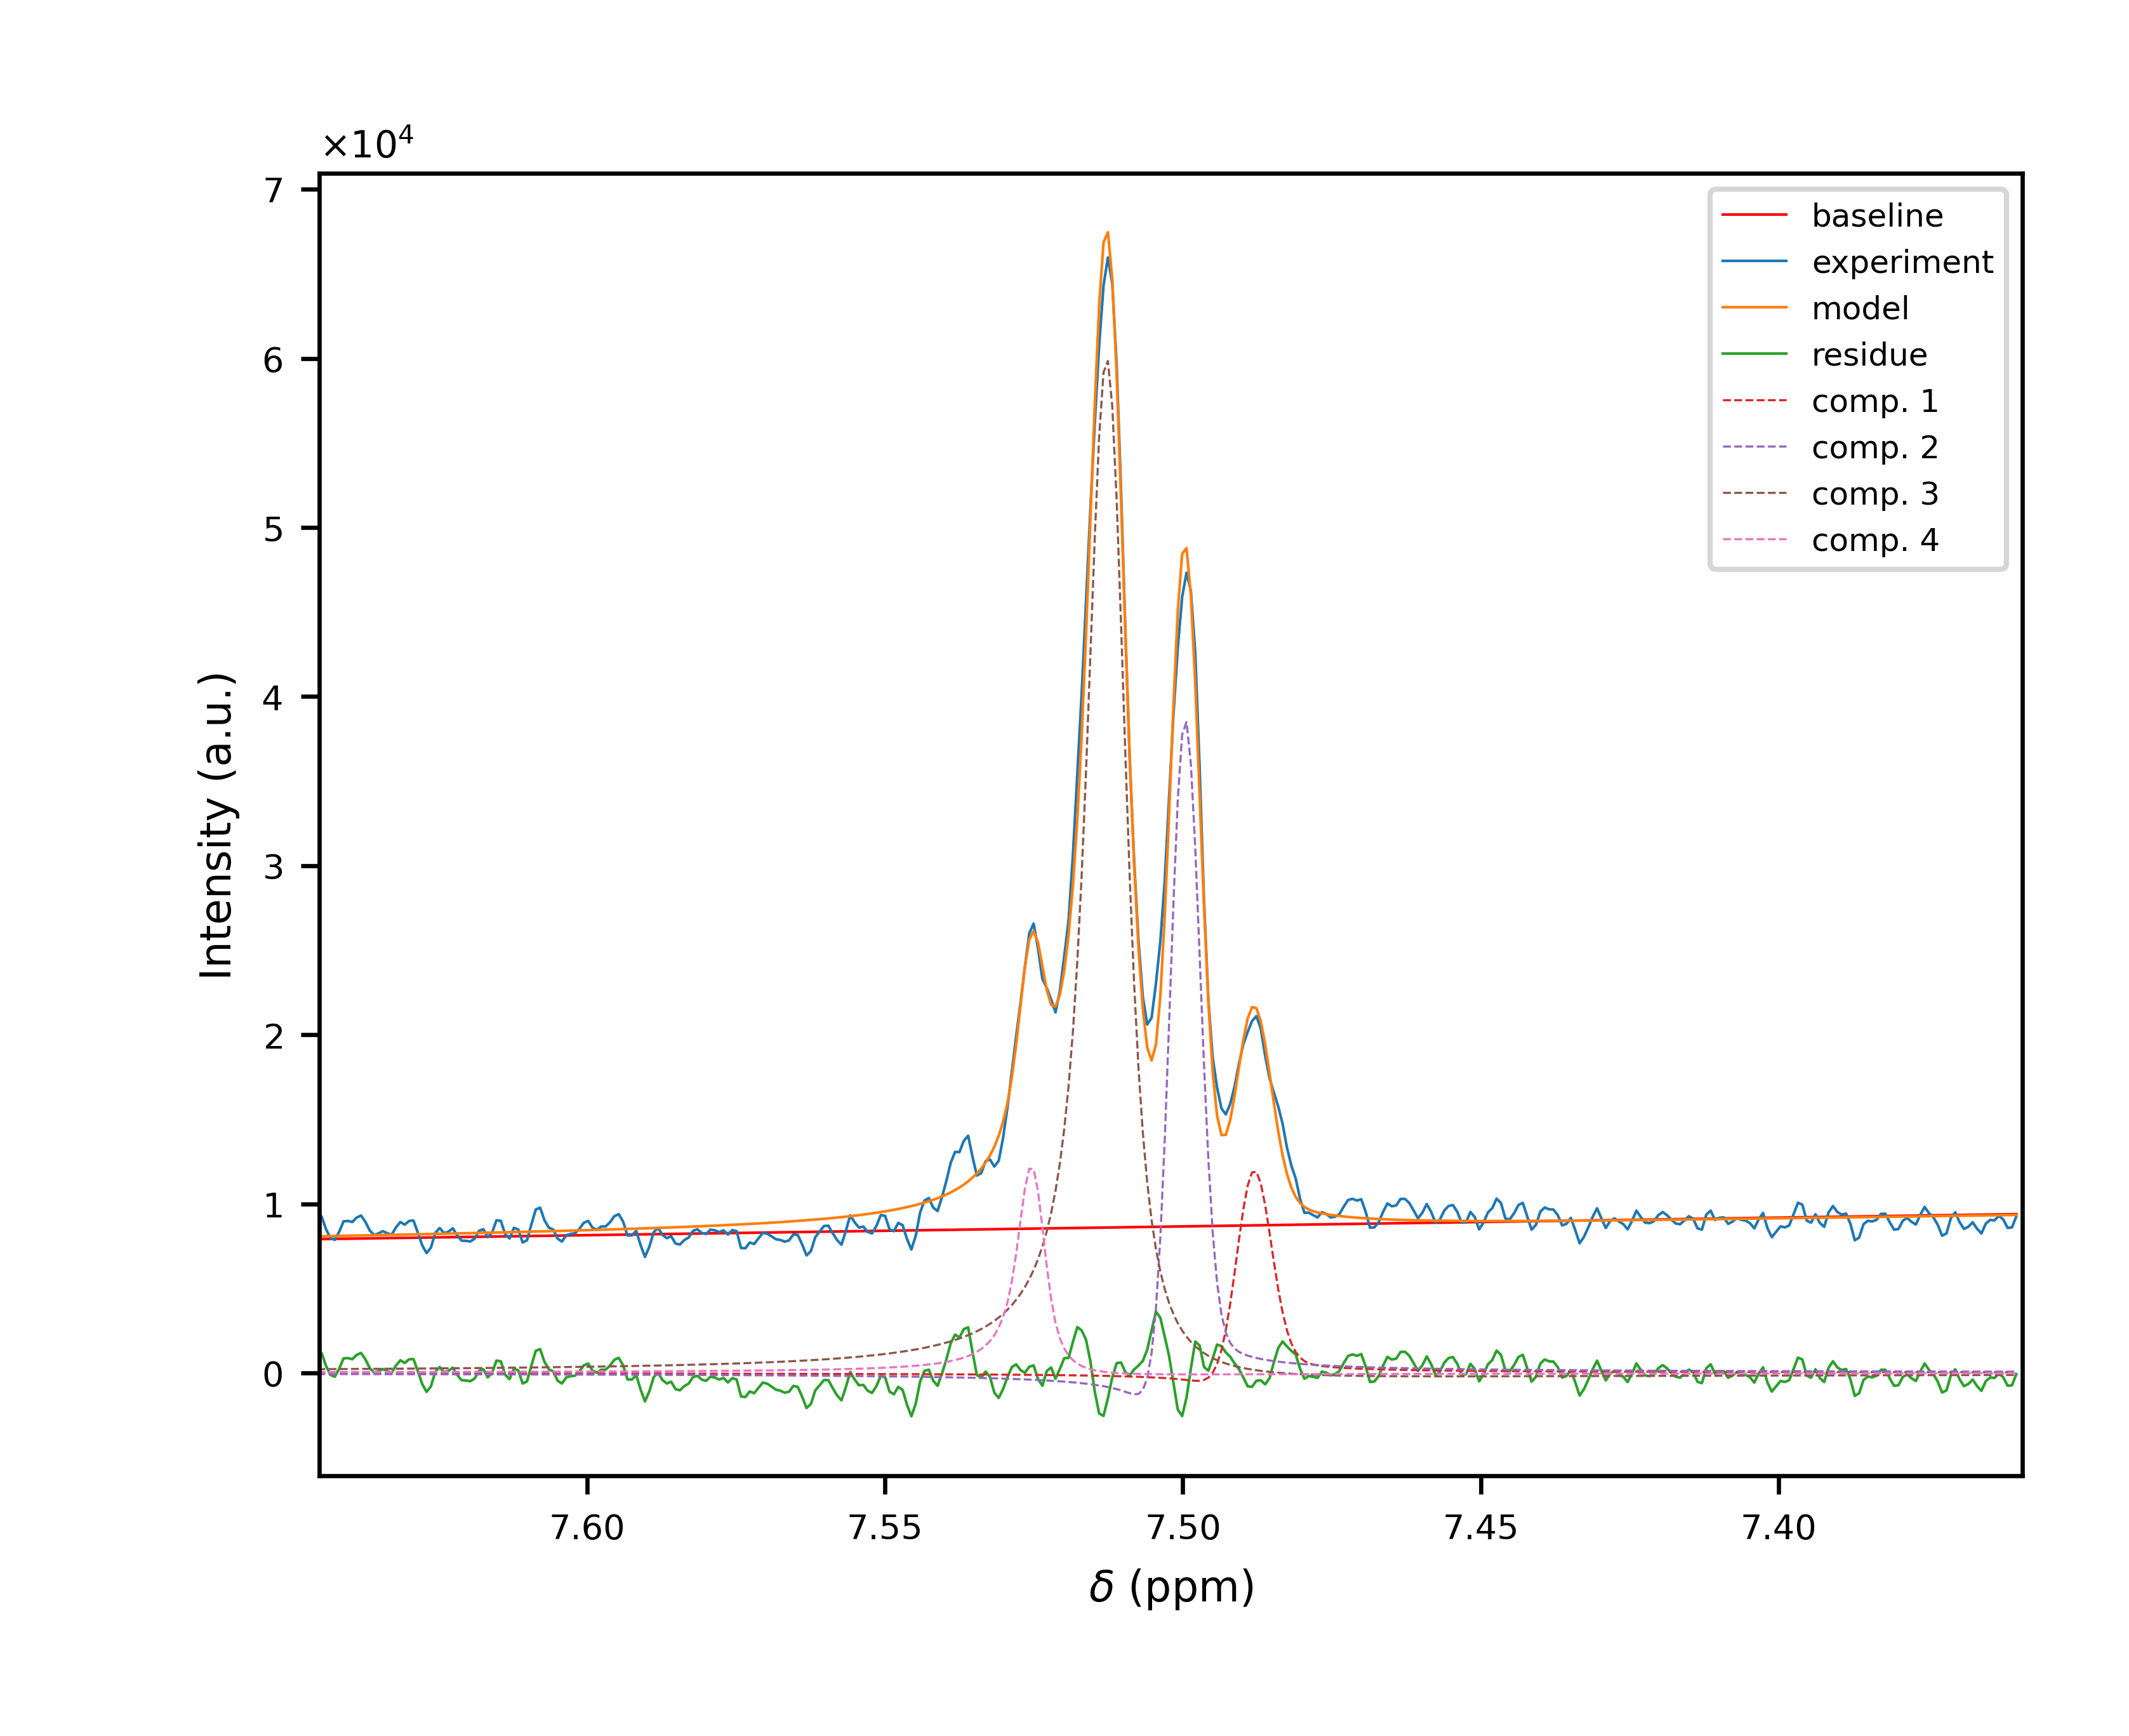 ×10⁴
7
6
5
4
3
2
1
0
Intensity (a.u.)
7.60 7.55 7.50 7.45 7.40
δ (ppm)
baseline
experiment
model
residue
comp. 1
comp. 2
comp. 3
comp. 4